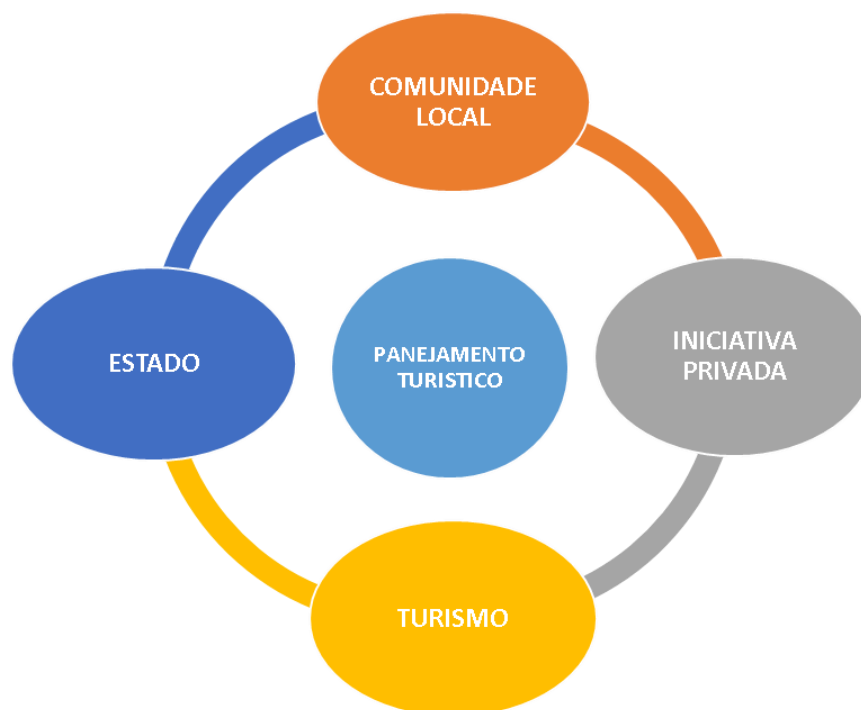 COMUNIDADE
LOCAL
ESTADO
PANEJAMENTO
TURISTICO
INICIATIVA
PRIVADA
TURISMO